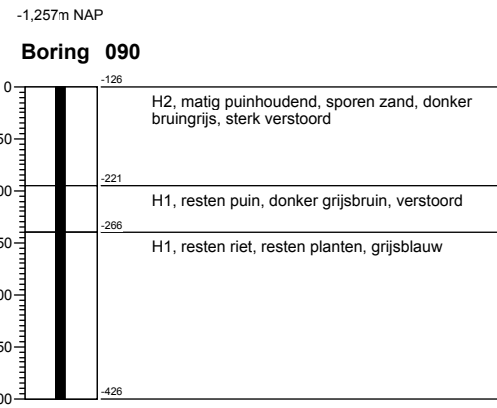 -1,257m NAP
Boring 090
0
-126
H2, matig puinhoudend, sporen zand, donker
bruingrijs, sterk verstoord
50
-221
00
H1, resten puin, donker grijsbruin, verstoord
-266
50
H1, resten riet, resten planten, grijsblauw
00
50
-426
00